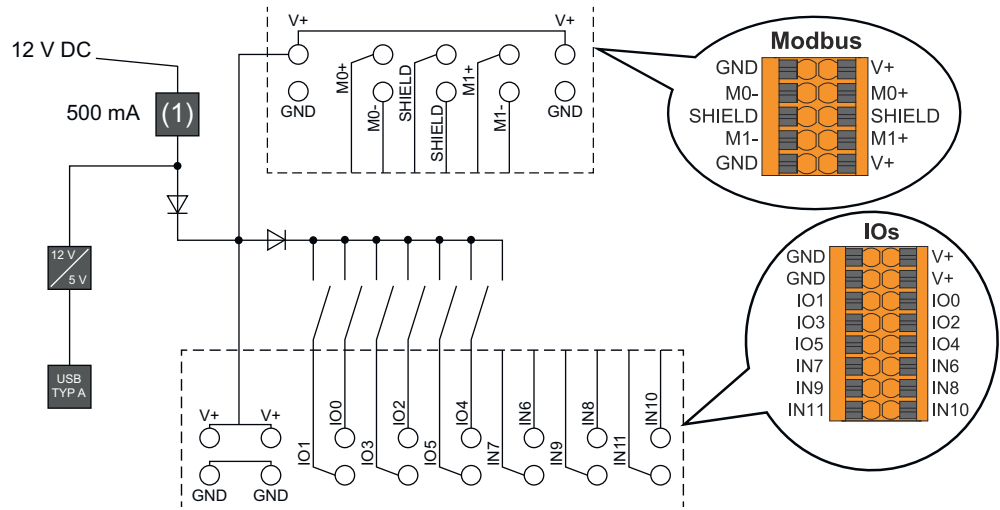 12 V DC
500 mA
(1)
12 V
5 V
USB
TYP A
V+
V+
GND
M0+
M0-
SHIELD
SHIELD
M1+
M1-
GND
Modbus
GND V+
M0- M0+
SHIELD SHIELD
M1- M1+
GND V+
IOs
GND V+
GND V+
IO1 IO0
IO3 IO2
IO5 IO4
IN7 IN6
IN9 IN8
IN11 IN10
V+
V+
GND
GND
IO1
IO0
IO3
IO2
IO5
IO4
IN7
IN6
IN9
IN8
IN11
IN10